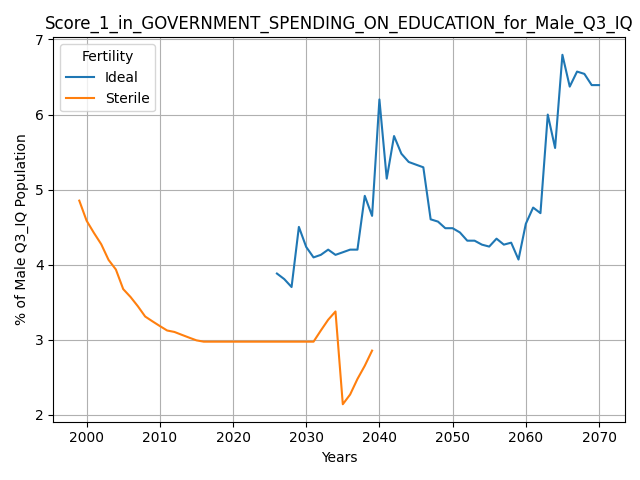 Score_1_in_GOVERNMENT_SPENDING_ON_EDUCATION_for_Male_Q3_IQ
7
6
5
4
3
2
% of Male Q3_IQ Population
Fertility
Ideal
Sterile
2000 2010 2020 2030 2040 2050 2060 2070
Years